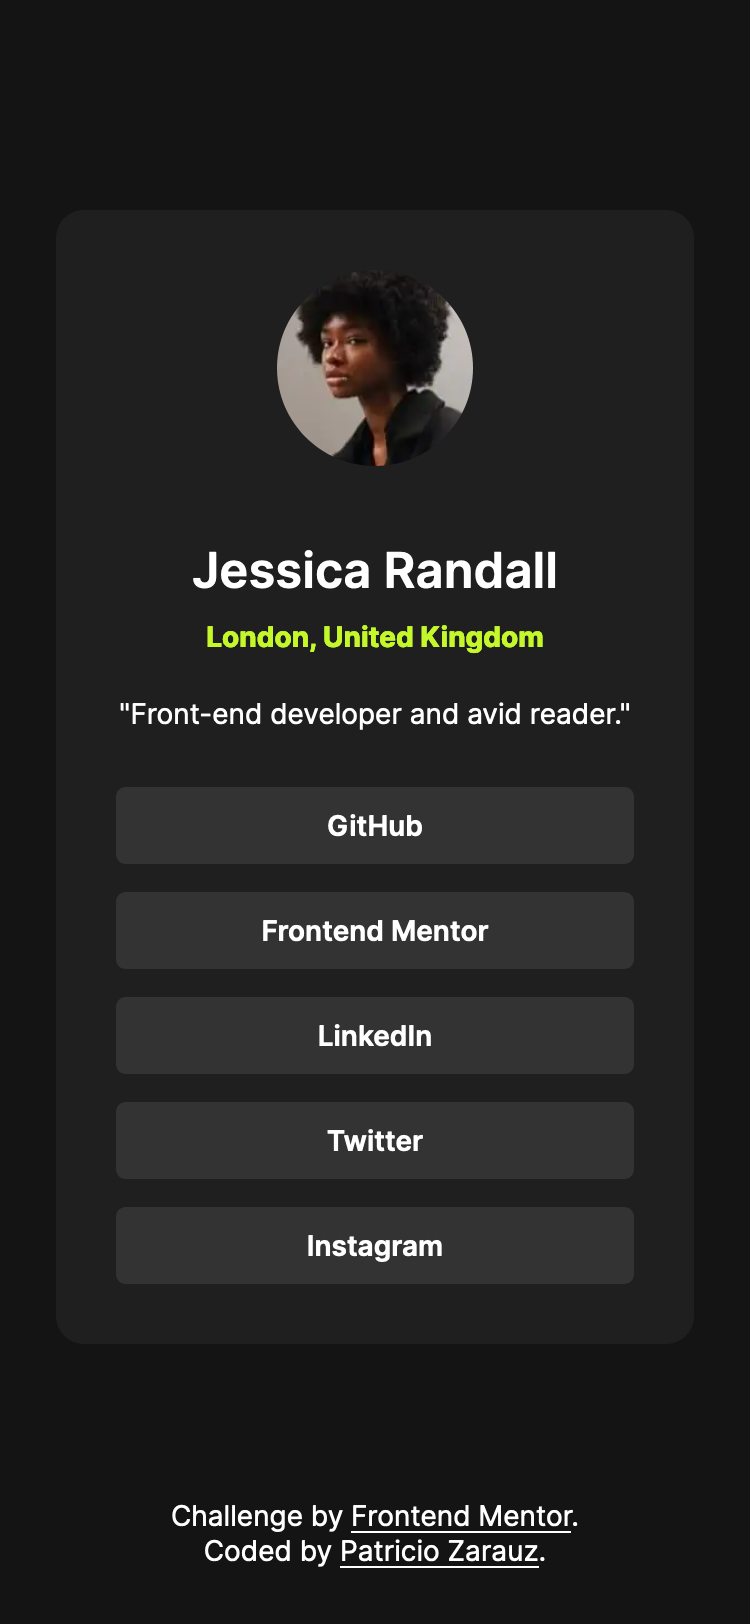 Jessica Randall
London, United Kingdom
"Front-end developer and avid reader."
GitHub
Frontend Mentor
LinkedIn
Twitter
Instagram
Challenge by Frontend Mentor.
Coded by Patricio Zarauz.